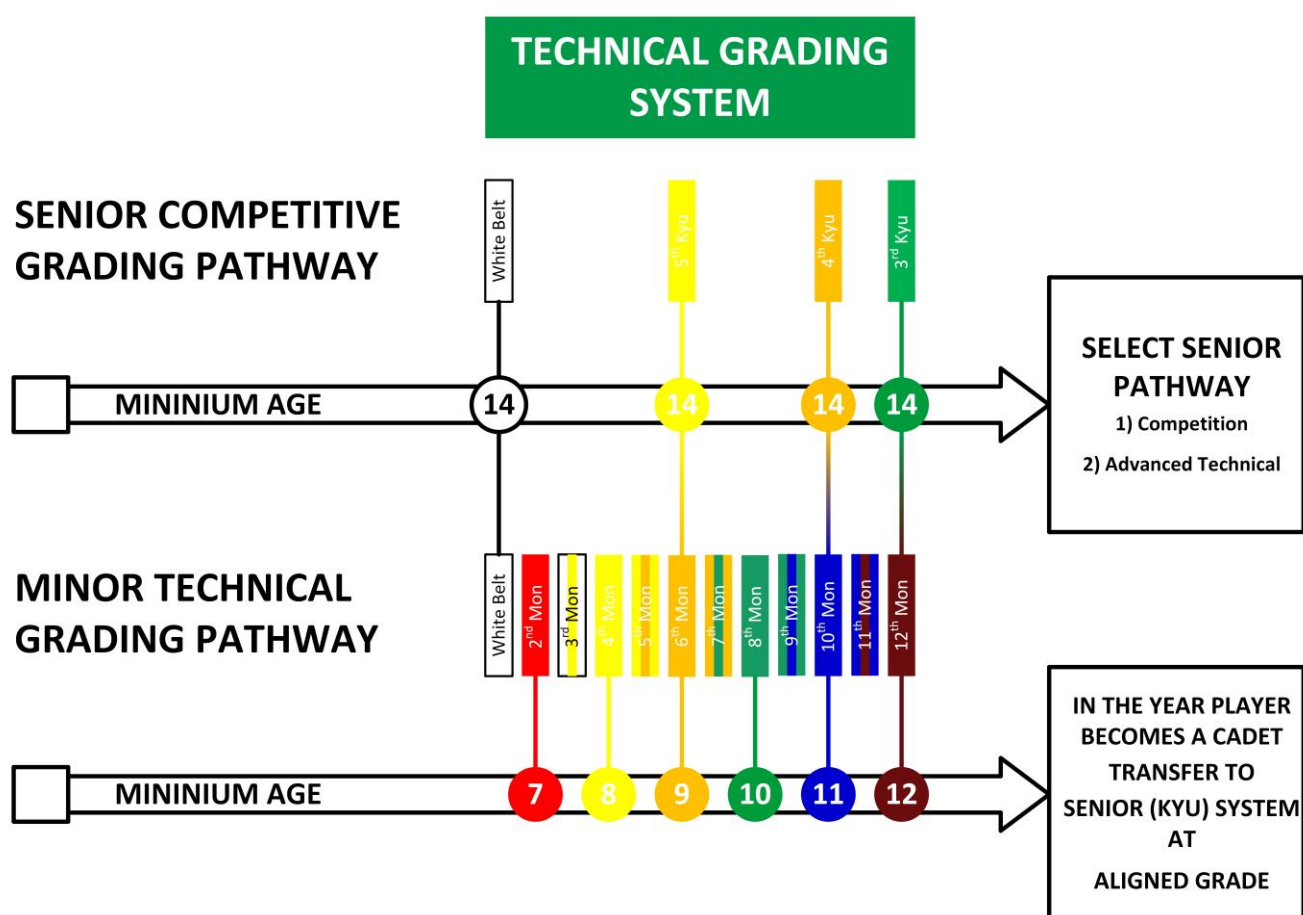 TECHNICAL GRADING
SYSTEM
SENIOR COMPETITIVE
GRADING PATHWAY
White Belt
5th Kyu
4th Kyu
3rd Kyu
MININIUM AGE
14
14
14
14
SELECT SENIOR
PATHWAY
1) Competition
2) Advanced Technical
MINOR TECHNICAL
GRADING PATHWAY
White Belt
2nd Mon
3rd Mon
4th Mon
5th Mon
6th Mon
7th Mon
8th Mon
9th Mon
10th Mon
11th Mon
12th Mon
MININIUM AGE
7
8
9
10
11
12
IN THE YEAR PLAYER
BECOMES A CADET
TRANSFER TO
SENIOR (KYU) SYSTEM
AT
ALIGNED GRADE